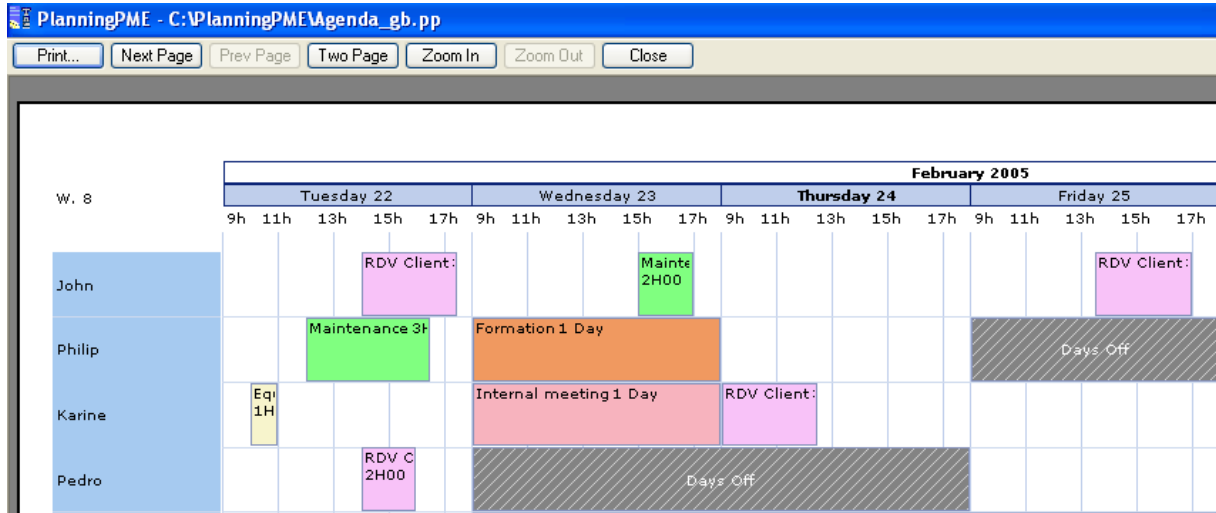 PlanningPME - C:\PlanningPME\Agenda_gb.pp
Print... Next Page Prev Page Two Page Zoom In Zoom Out Close
February 2005
W. 8 Tuesday 22 Wednesday 23 Thursday 24 Friday 25
9h 11h 13h 15h 17h 9h 11h 13h 15h 17h 9h 11h 13h 15h 17h 9h 11h 13h 15h 17h
RDV Client: Mainte RDV Client:
2H00
John
Maintenance 3H Formation 1 Day
Philip Days Off
Equ Internal meeting 1 Day RDV Client:
1H
Karine
RDV C
2H00
Pedro Days Off